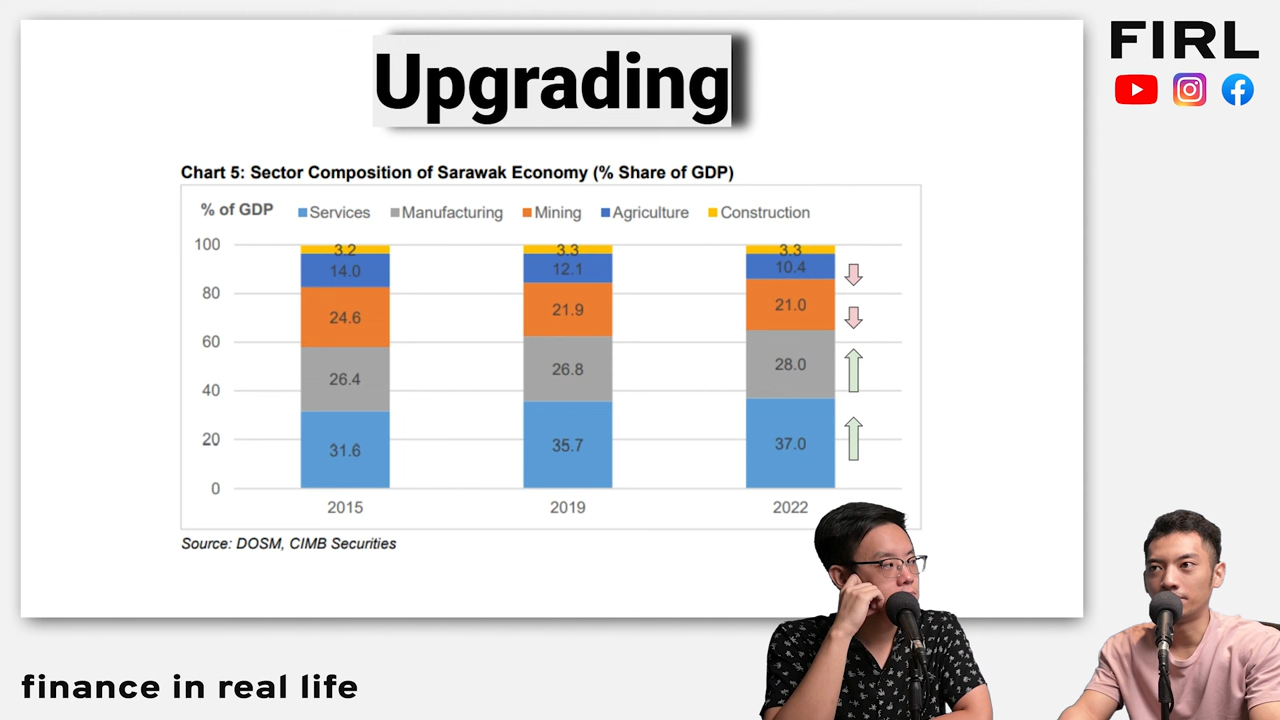 Upgrading
FIRL
Chart 5: Sector Composition of Sarawak Economy (% Share of GDP)
% of GDP
Services Manufacturing Mining Agriculture Construction
100
80
60
40
20
0
3.2
14.0
24.6
26.4
31.6
3.3
12.1
21.9
26.8
35.7
3.3
10.4
21.0
28.0
37.0
2015 2019 2022
Source: DOSM, CIMB Securities
finance in real life